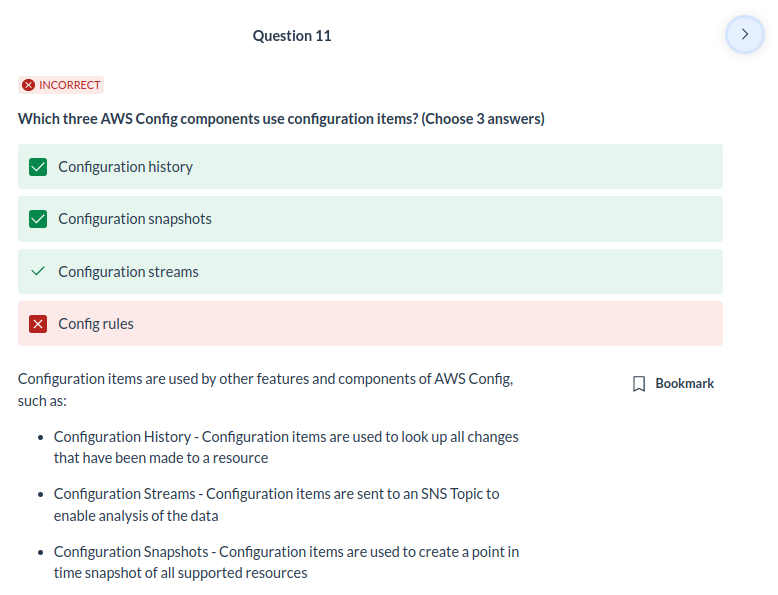 Question 11
INCORRECT
Which three AWS Config components use configuration items? (Choose 3 answers)
Configuration history
Configuration snapshots
Configuration streams
Config rules
Configuration items are used by other features and components of AWS Config,
such as:
Bookmark
• Configuration History - Configuration items are used to look up all changes
that have been made to a resource
• Configuration Streams - Configuration items are sent to an SNS Topic to
enable analysis of the data
• Configuration Snapshots - Configuration items are used to create a point in
time snapshot of all supported resources